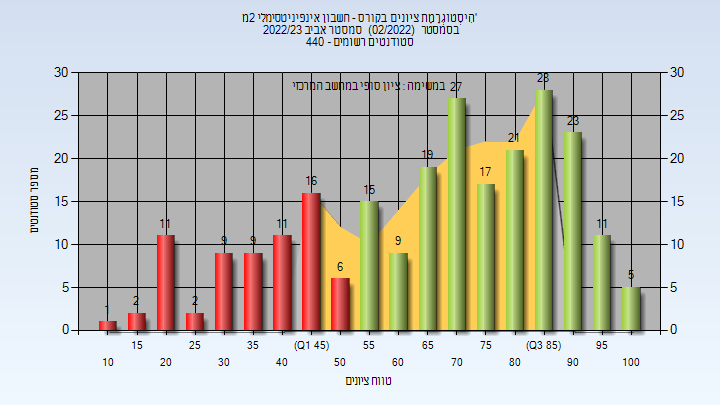 היסטוגרמת ציונים בקורס - חשבון אינפיניטסימלי 2מ'
בסמסטר (02/2022) סמסטר אביב 2022/23
סטודנטים רשומים - 440
במשימה : ציון סופי במחשב המרכזי
30 30
25 25
20 20
15 15
10 10
5 5
0 0
מספר סטודנטים
1 2 11 2 9 9 11 16 6 15 9 19 27 17 21 28 23 11 5
15 25 35 (Q1 45) 55 65 75 (Q3 85) 95
10 20 30 40 50 60 70 80 90 100
טווח ציונים